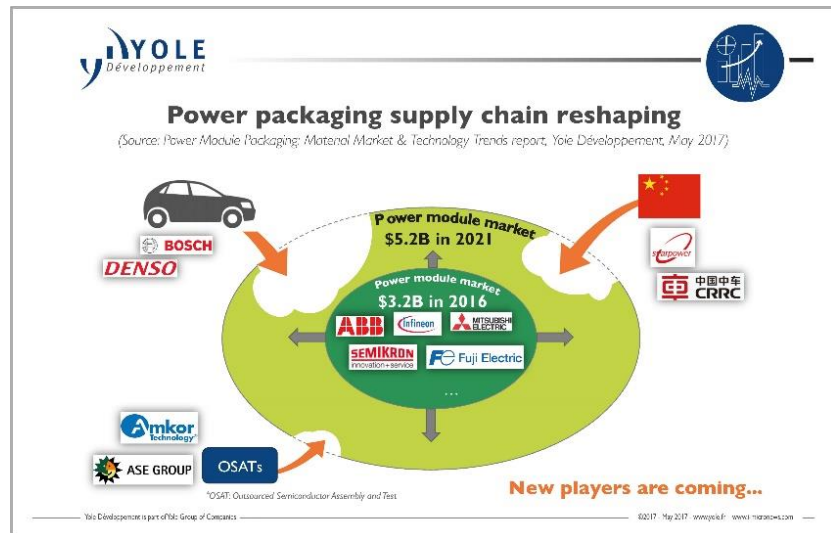 YOLE
Développement
Power packaging supply chain reshaping
(Source: Power Module Packaging: Material Market & Technology Trends report, Yole Développement, May 2017)
BOSCH
DENSO
Power module market
$5.2B in 2021
starpower
中国中车
CRRC
Power module market
$3.2B in 2016
ABB
infineon
MITSUBISHI
ELECTRIC
SEMIKRON
innovation+service
Fe Fuji Electric
...
Amkor
Technology®
ASE GROUP
OSATs
*OSAT: Outsourced Semiconductor Assembly and Test
New players are coming...
Yole Développement is part of Yole Group of Companies
©2017 - May 2017 - www.yole.fr - www.i-micronews.com